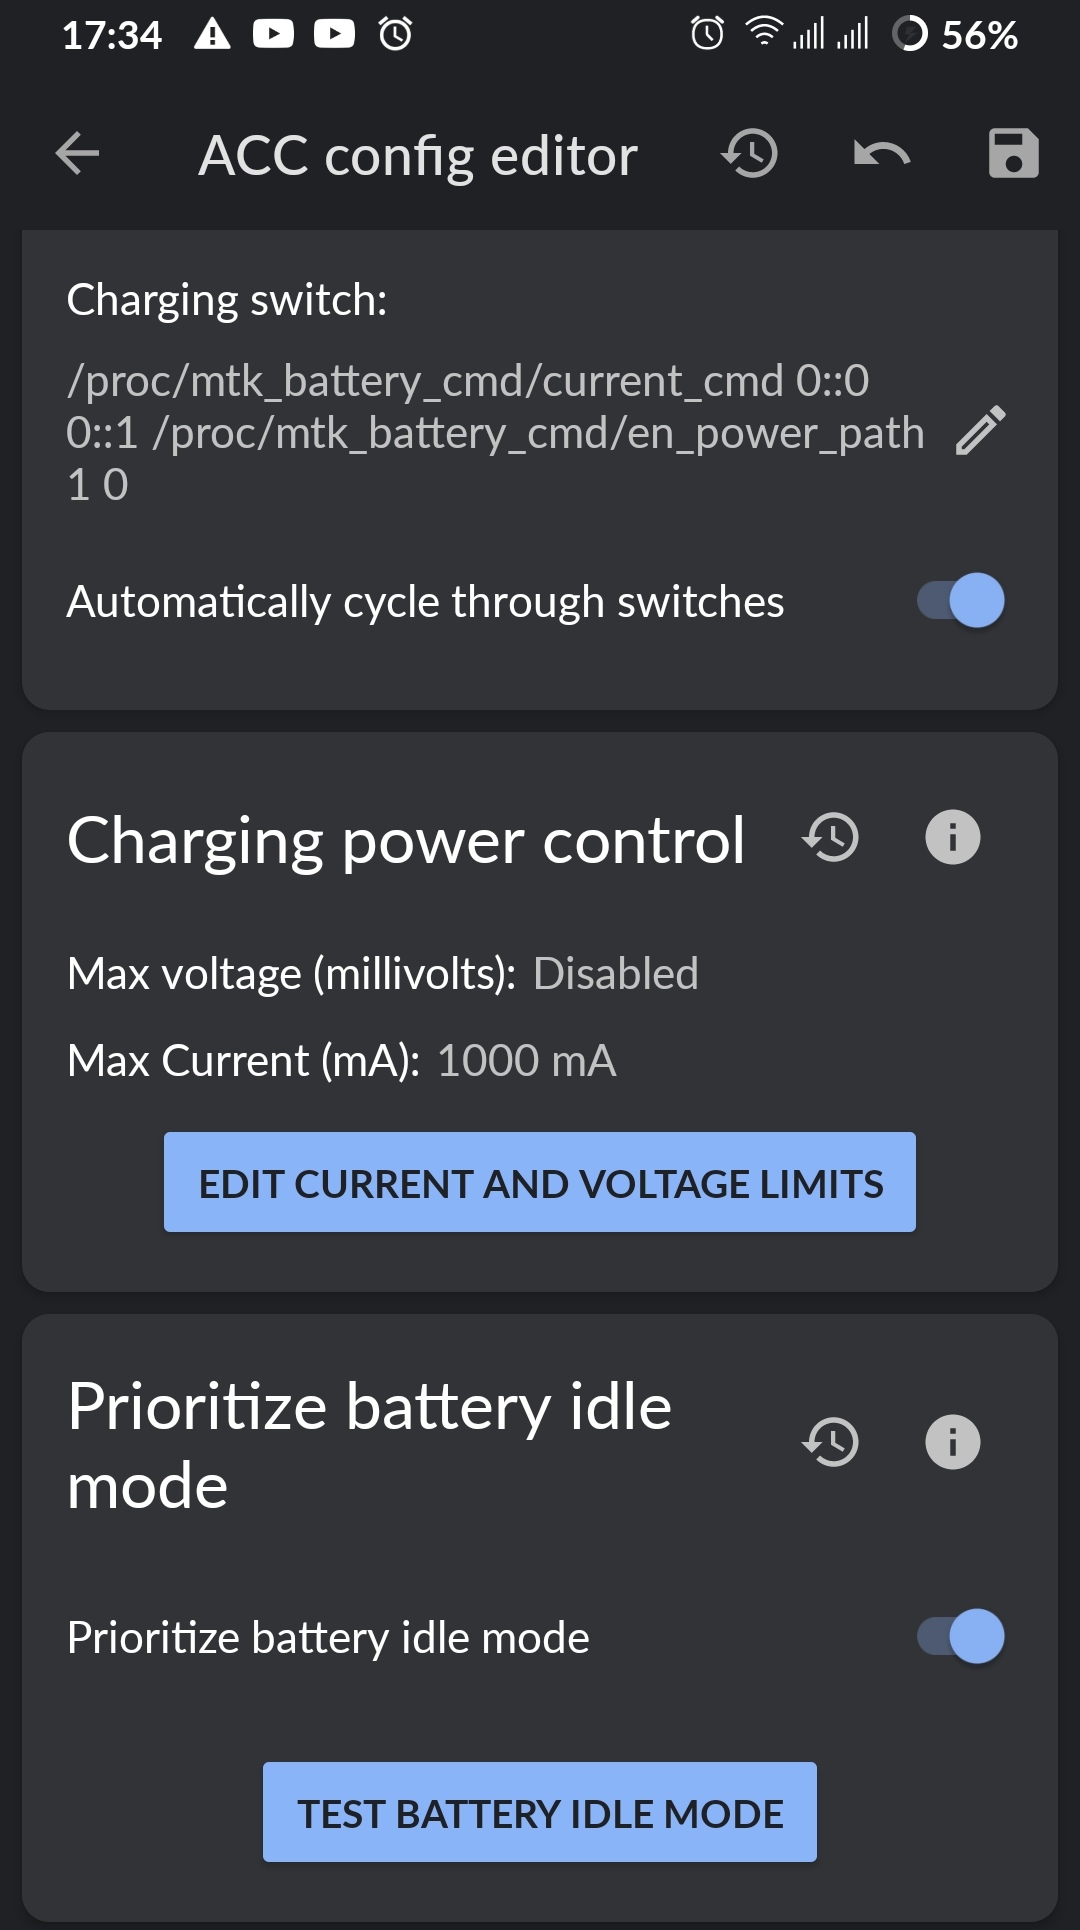 17:34
56%
ACC config editor
Charging switch:
/proc/mtk_battery_cmd/current_cmd 0::0
0::1 /proc/mtk_battery_cmd/en_power_path
1 0
Automatically cycle through switches
Charging power control
Max voltage (millivolts): Disabled
Max Current (mA): 1000 mA
EDIT CURRENT AND VOLTAGE LIMITS
Prioritize battery idle
mode
Prioritize battery idle mode
TEST BATTERY IDLE MODE